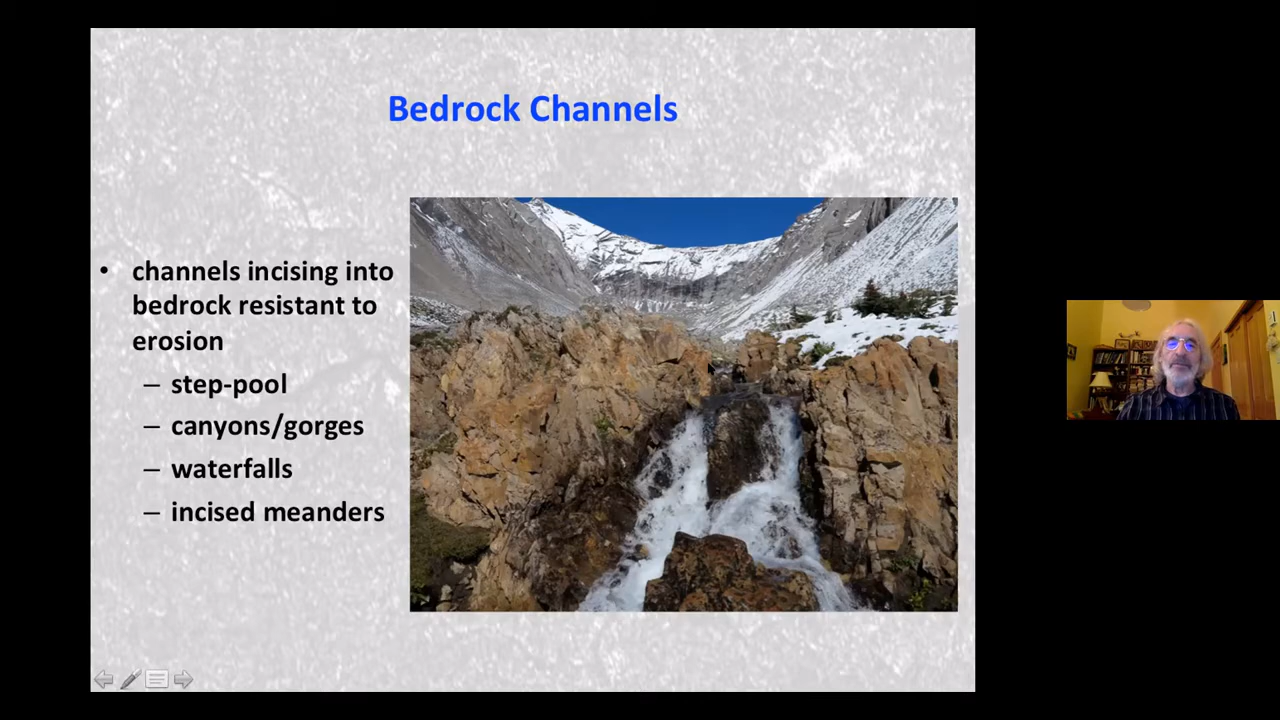 Bedrock Channels
• channels incising into
bedrock resistant to
erosion
– step-pool
– canyons/gorges
– waterfalls
– incised meanders